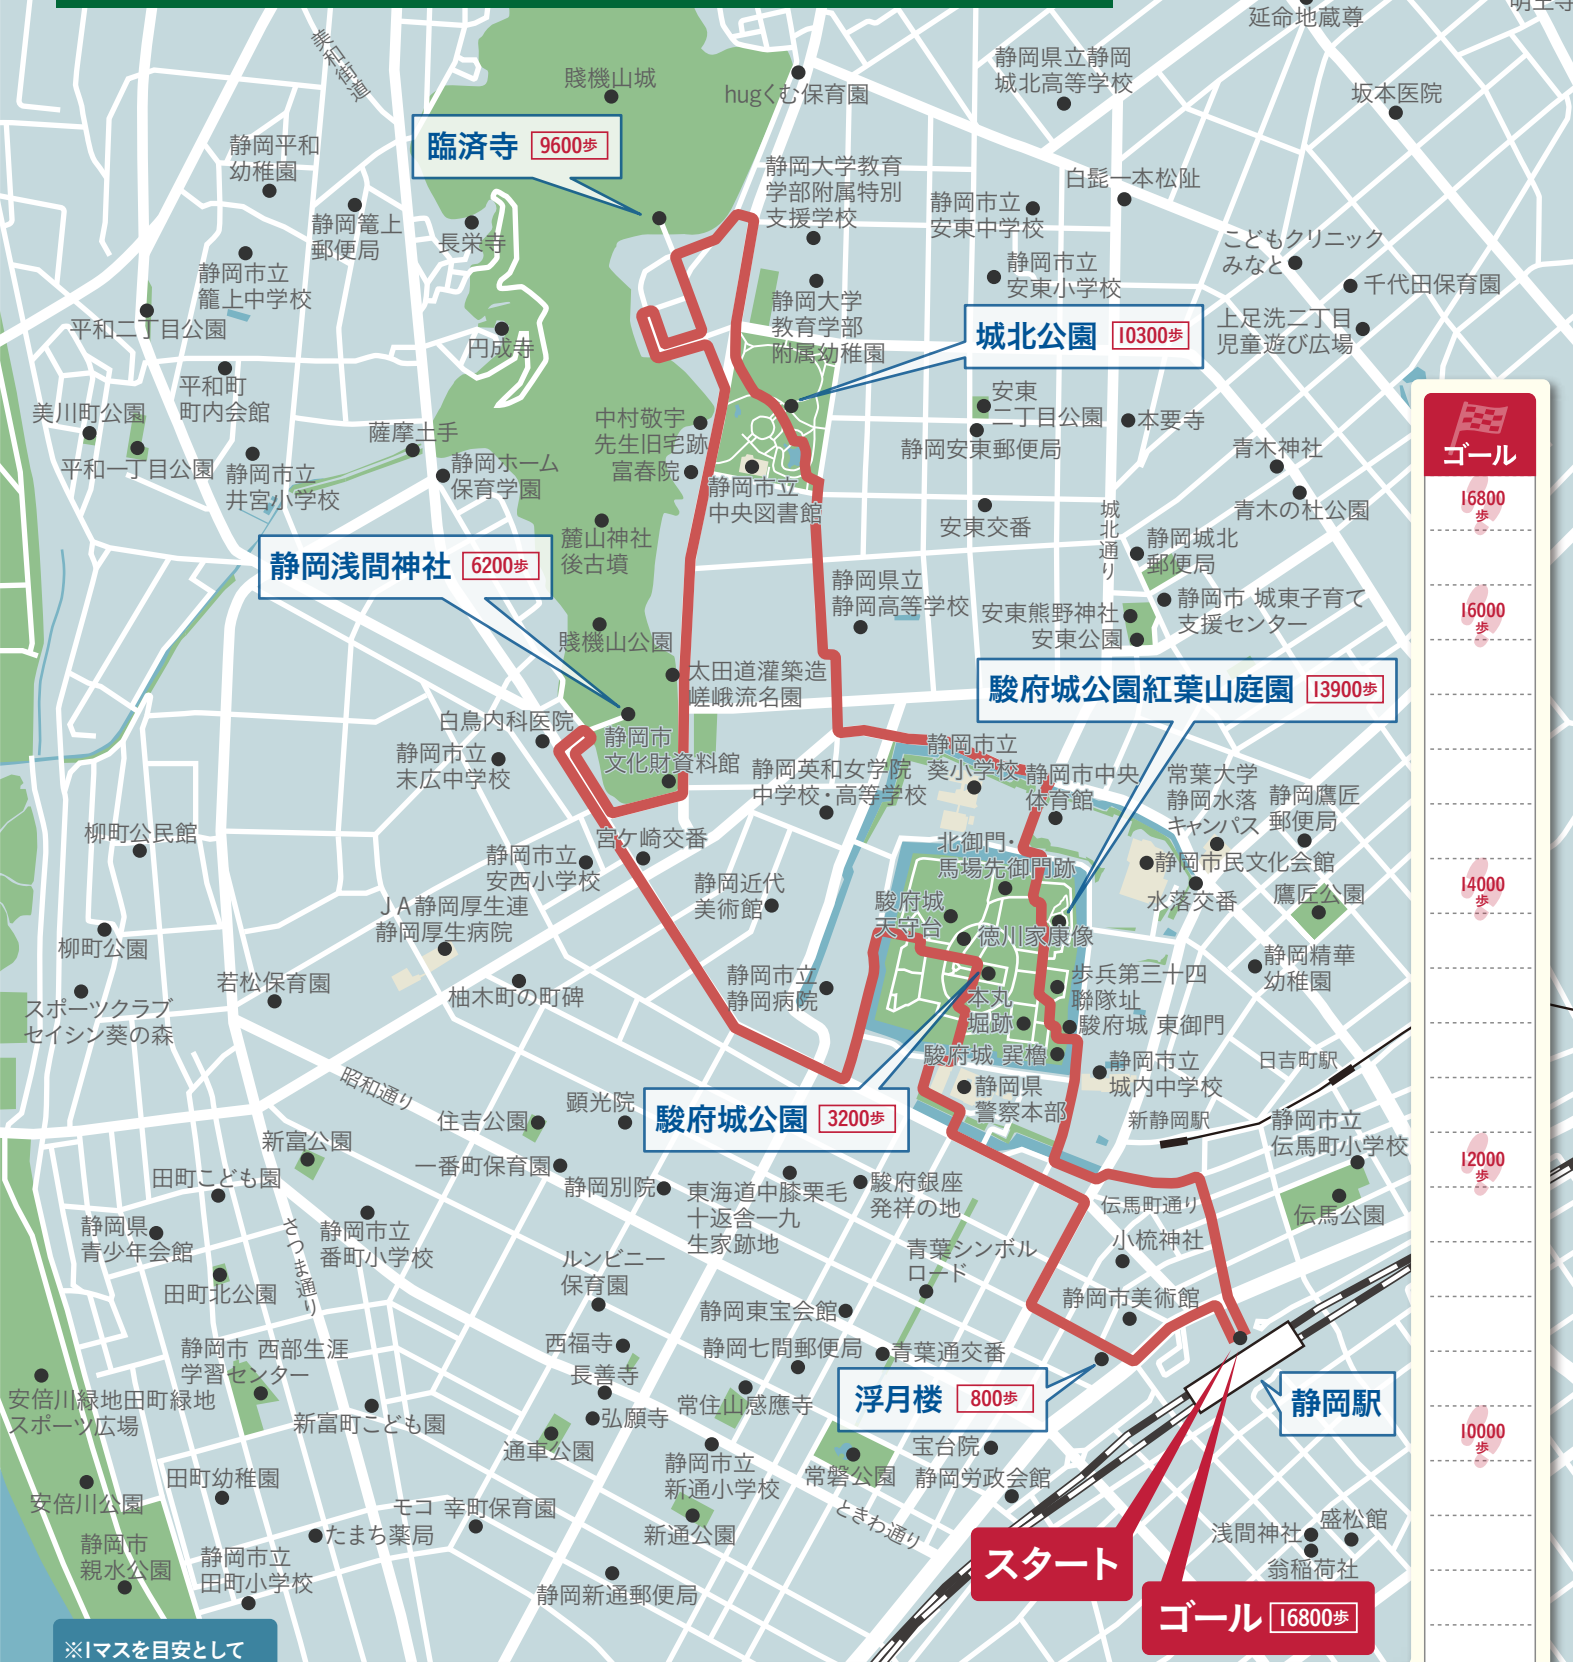 延命地蔵尊
美和街道
賤機山城
hugくむ保育園
静岡県立静岡
城北高等学校
坂本医院
臨済寺 9600歩
静岡平和
幼稚園
静岡大学教育
学部附属特別
支援学校
白髭一本松阯
静岡市立
安東中学校
静岡篭上
郵便局
長栄寺
こどもクリニック
みなと
静岡市立
籠上中学校
静岡市立
安東小学校
千代田保育園
平和二丁目公園
円成寺
静岡大学
教育学部
附属幼稚園
城北公園 10300歩
上足洗二丁目
児童遊び広場
平和町
町内会館
美川町公園
平和一丁目公園
薩摩土手
中村敬宇
先生旧宅跡
富春院
安東
二丁目公園
本要寺
静岡安東郵便局
青木神社
静岡市立
井宮小学校
静岡ホーム
保育学園
静岡市立
中央図書館
安東交番
城北通り
青木の杜公園
麓山神社
後古墳
静岡城北
郵便局
静岡浅間神社 6200歩
静岡県立
静岡高等学校
安東熊野神社
安東公園
静岡市 城東子育て
支援センター
賤機山公園
太田道灌築造
嵯峨流名園
駿府城公園紅葉山庭園 13900歩
白鳥内科医院
静岡市立
末広中学校
静岡市
文化財資料館
静岡英和女学院
中学校・高等学校
静岡市立
葵小学校
静岡市中央
体育館
常葉大学
静岡水落
キャンパス
静岡鷹匠
郵便局
柳町公民館
宮ケ崎交番
静岡市立
安西小学校
北御門・
馬場先御門跡
静岡市民文化会館
水落交番
鷹匠公園
静岡近代
美術館
JA静岡厚生連
静岡厚生病院
駿府城
天守台
徳川家康像
柳町公園
静岡精華
幼稚園
若松保育園
柚木町の町碑
静岡市立
静岡病院
歩兵第三十四
聯隊址
スポーツクラブ
セイシン葵の森
本丸
堀跡
駿府城 東御門
駿府城 巽櫓
静岡市立
城内中学校
日吉町駅
昭和通り
静岡県
警察本部
顕光院
駿府城公園 3200歩
住吉公園
新静岡駅
静岡市立
伝馬町小学校
新富公園
一番町保育園
静岡別院
田町こども園
東海道中膝栗毛
十返舎一九
生家跡地
駿府銀座
発祥の地
伝馬町通り
伝馬公園
静岡県
青少年会館
さつま通り
静岡市立
番町小学校
ルンビニー
保育園
青葉シンボル
ロード
小梳神社
田町北公園
静岡市美術館
静岡東宝会館
静岡市 西部生涯
学習センター
西福寺
静岡七間郵便局
青葉通交番
長善寺
浮月楼 800歩
静岡駅
安倍川緑地田町緑地
スポーツ広場
新富町こども園
弘願寺
常住山感應寺
通車公園
宝台院
静岡市立
新通小学校
常磐公園
静岡労政会館
田町幼稚園
安倍川公園
モコ 幸町保育園
新通公園
ときわ通り
たまち薬局
盛松館
浅間神社
静岡市
親水公園
静岡市立
田町小学校
翁稲荷社
スタート
静岡新通郵便局
ゴール 16800歩
※1マスを目安として
ゴール
16800
歩
16000
歩
14000
歩
12000
歩
10000
歩